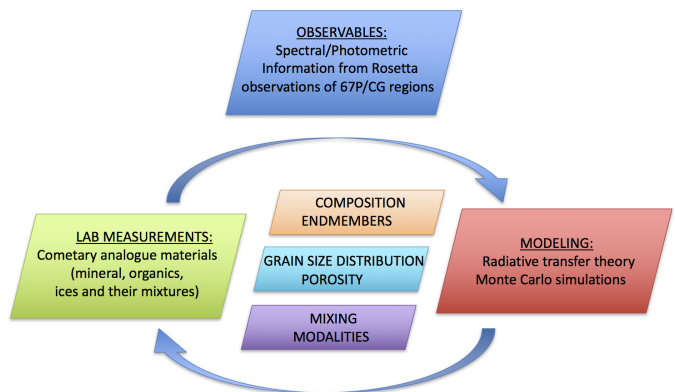 OBSERVABLES:
Spectral/Photometric
Information from Rosetta
observations of 67P/CG regions
LAB MEASUREMENTS:
Cometary analogue materials
(mineral, organics,
ices and their mixtures)
COMPOSITION
ENDMEMBERS
GRAIN SIZE DISTRIBUTION
POROSITY
MIXING
MODALITIES
MODELING:
Radiative transfer theory
Monte Carlo simulations